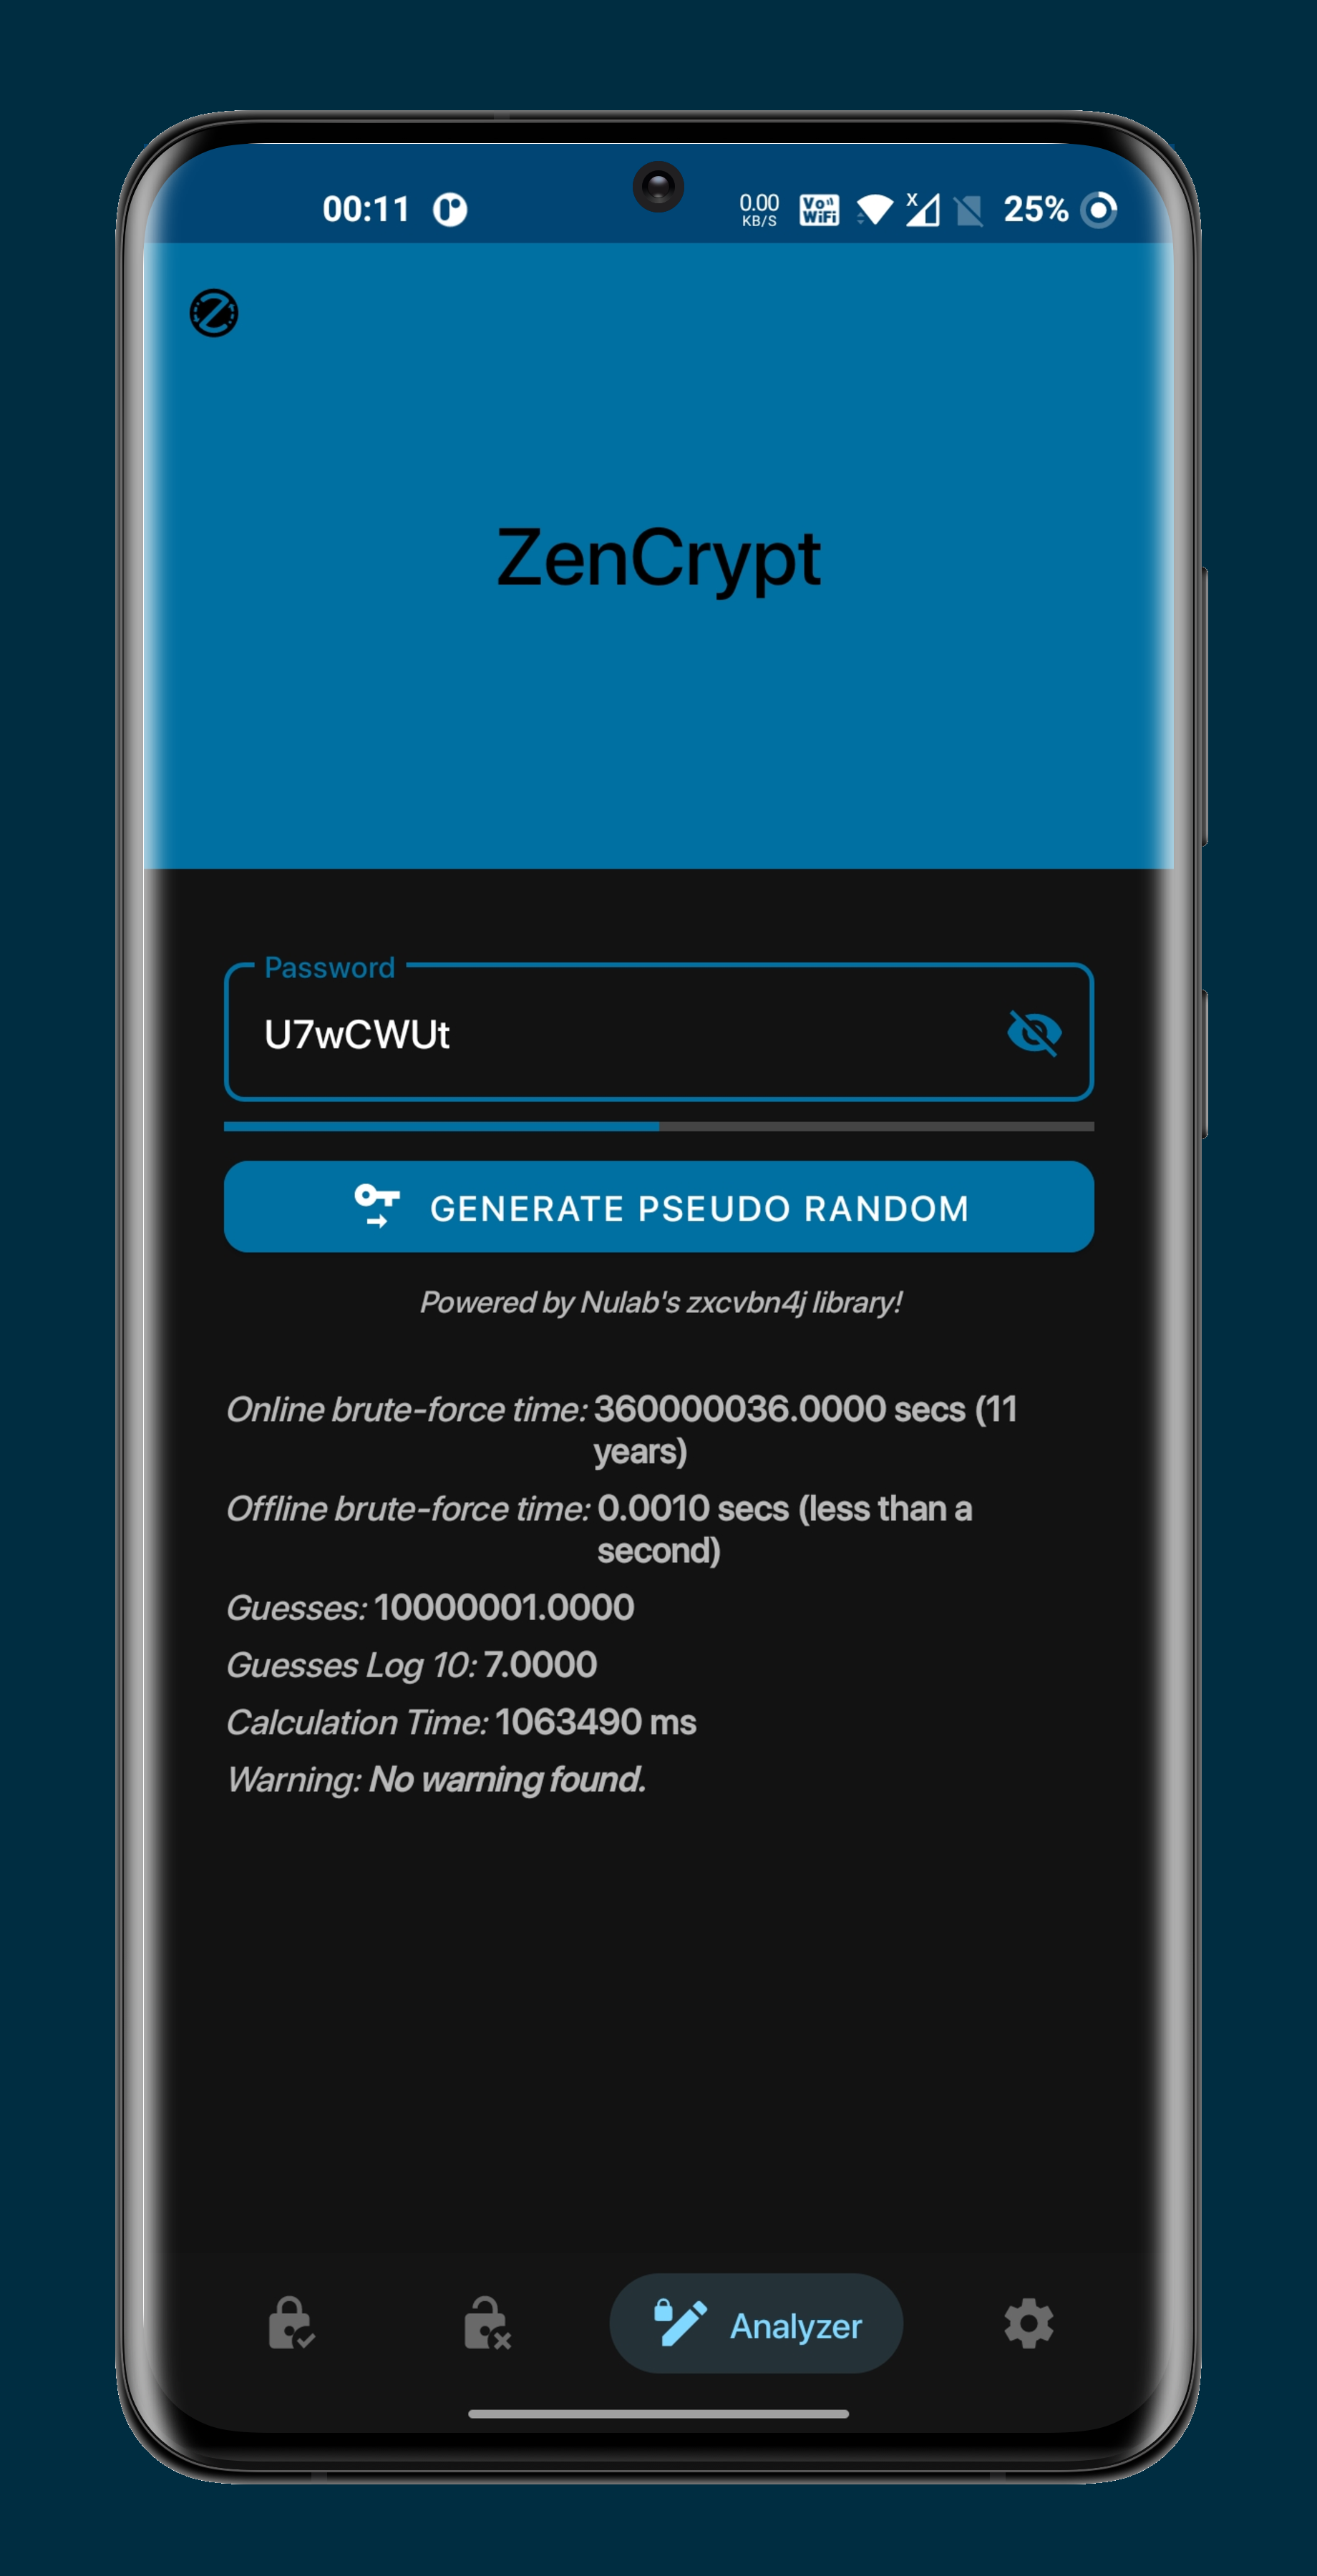 00:11
0.00
KB/S
Vo
WiFi
x
25%
ZenCrypt
Password
U7wCWUt
GENERATE PSEUDO RANDOM
Powered by Nulab's zxcvbn4j library!
Online brute-force time: 360000036.0000 secs (11
years)
Offline brute-force time: 0.0010 secs (less than a
second)
Guesses: 10000001.0000
Guesses Log 10: 7.0000
Calculation Time: 1063490 ms
Warning: No warning found.
Analyzer